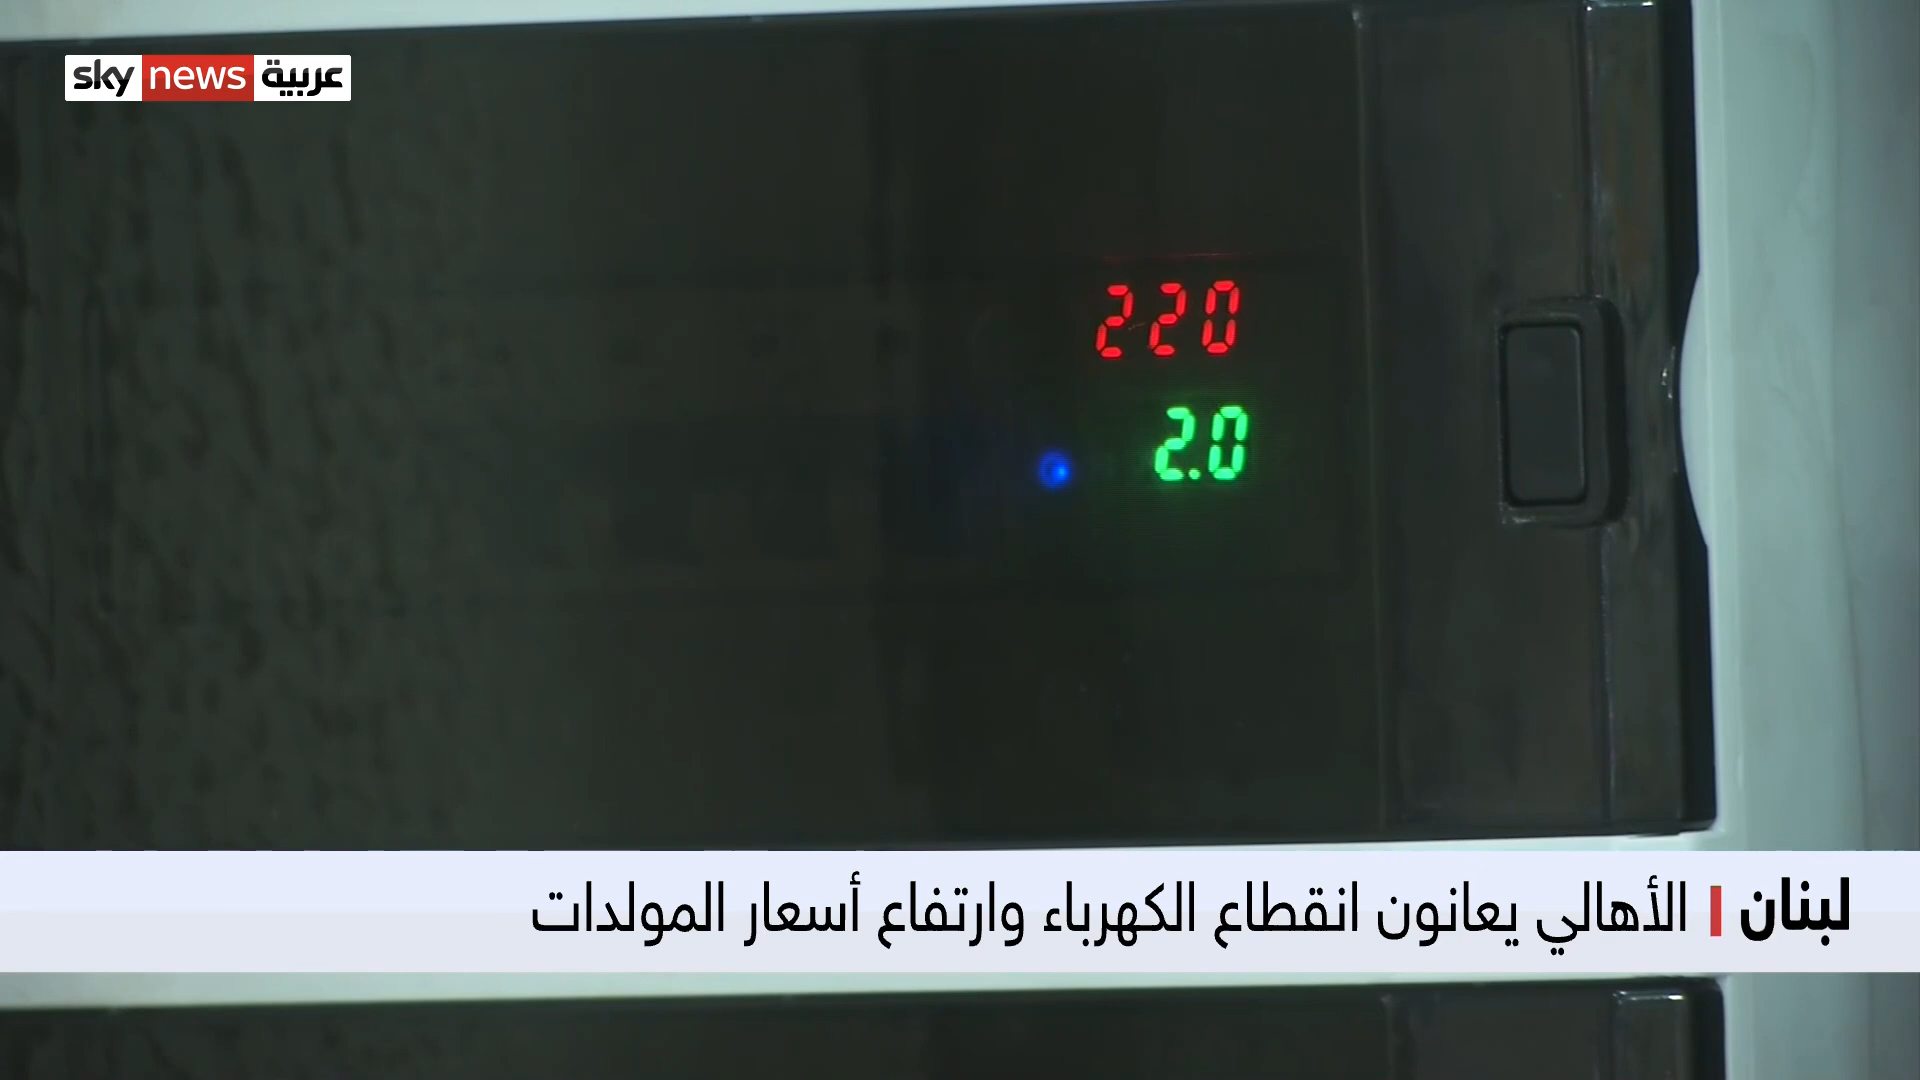 sky news عربية
220
2.0
لبنان | الأهالي يعانون انقطاع الكهرباء وارتفاع أسعار المولدات